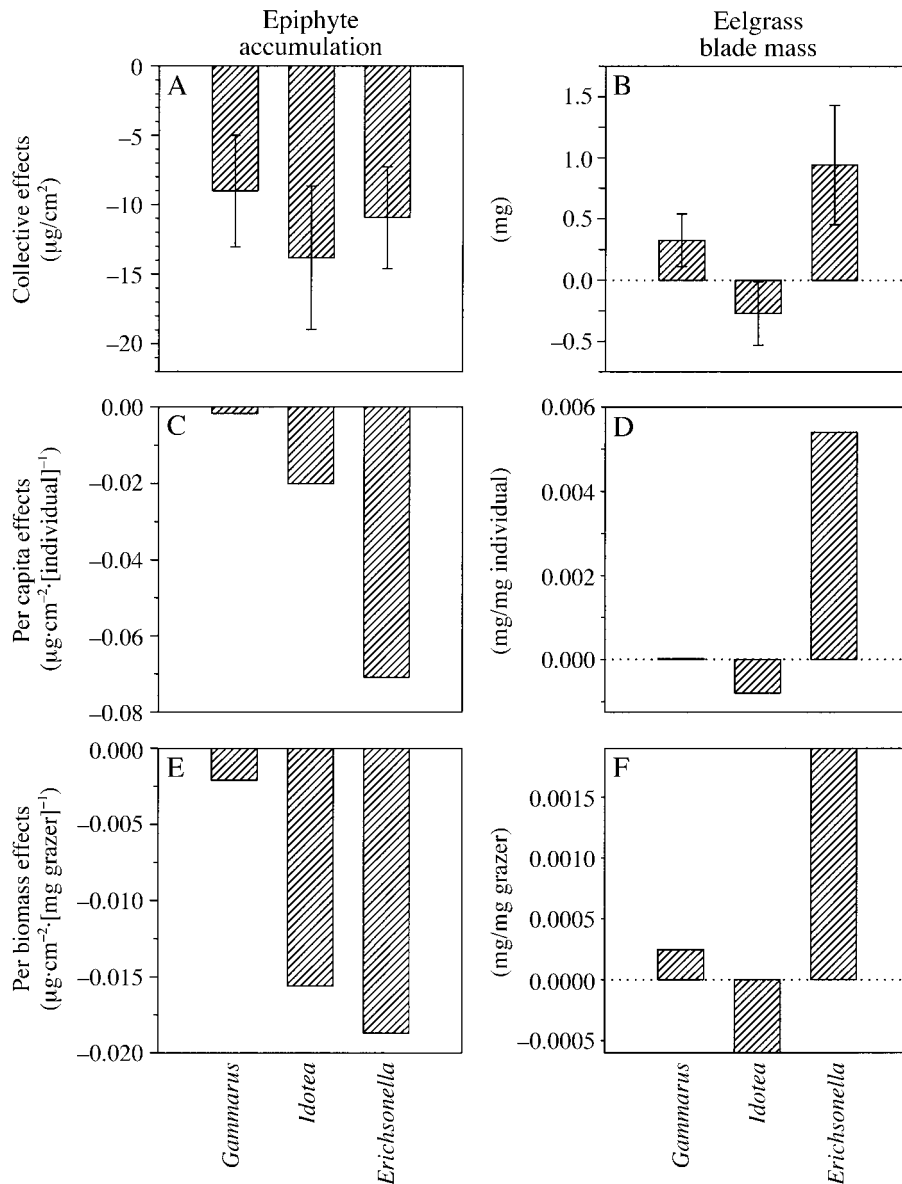 Epiphyte
accumulation
Eelgrass
blade mass
A
B
Collective effects
(µg/cm²)
0
−5
−10
−15
−20
(mg)
1.5
1.0
0.5
0.0
−0.5
C
D
Per capita effects
(µg·cm⁻²·[individual]⁻¹)
0.00
−0.02
−0.04
−0.06
−0.08
(mg/mg individual)
0.006
0.004
0.002
0.000
E
F
Per biomass effects
(µg·cm⁻²·[mg grazer]⁻¹)
0.000
−0.005
−0.010
−0.015
−0.020
(mg/mg grazer)
0.0015
0.0010
0.0005
0.0000
−0.0005
Gammarus
Idotea
Erichsonella
Gammarus
Idotea
Erichsonella